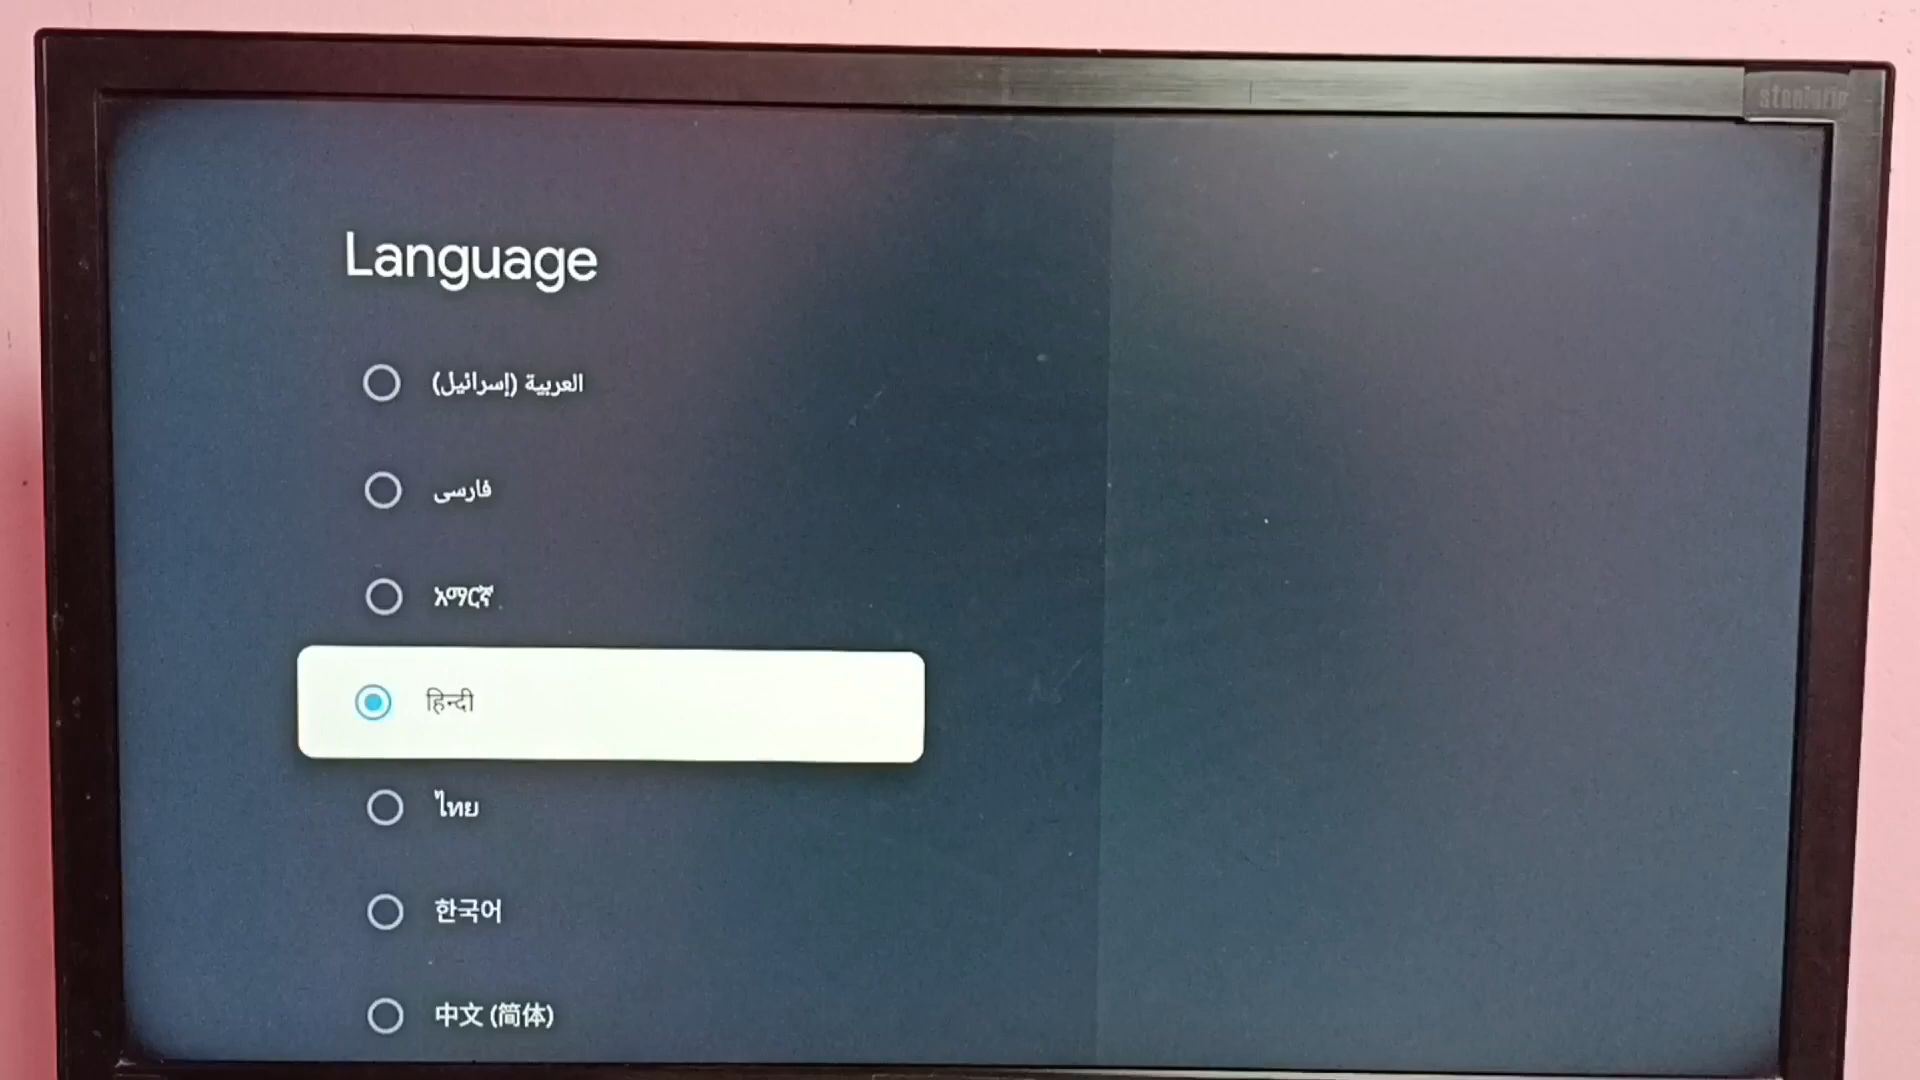 Language
العربية (إسرائيل)
فارسی
አማርኛ
हिन्दी
ไทย
한국어
中文 (简体)